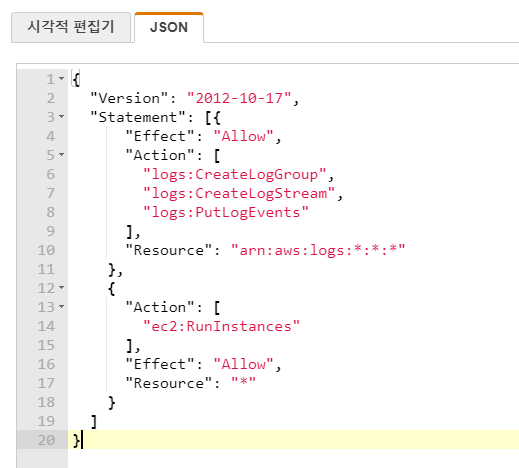 시각적 편집기
JSON
1 {
2 "Version": "2012-10-17",
3 "Statement": [{
4 "Effect": "Allow",
5 "Action": [
6 "logs:CreateLogGroup",
7 "logs:CreateLogStream",
8 "logs:PutLogEvents"
9 ],
10 "Resource": "arn:aws:logs:*:*:*"
11 },
12 {
13 "Action": [
14 "ec2:RunInstances"
15 ],
16 "Effect": "Allow",
17 "Resource": "*"
18 }
19 ]
20 }